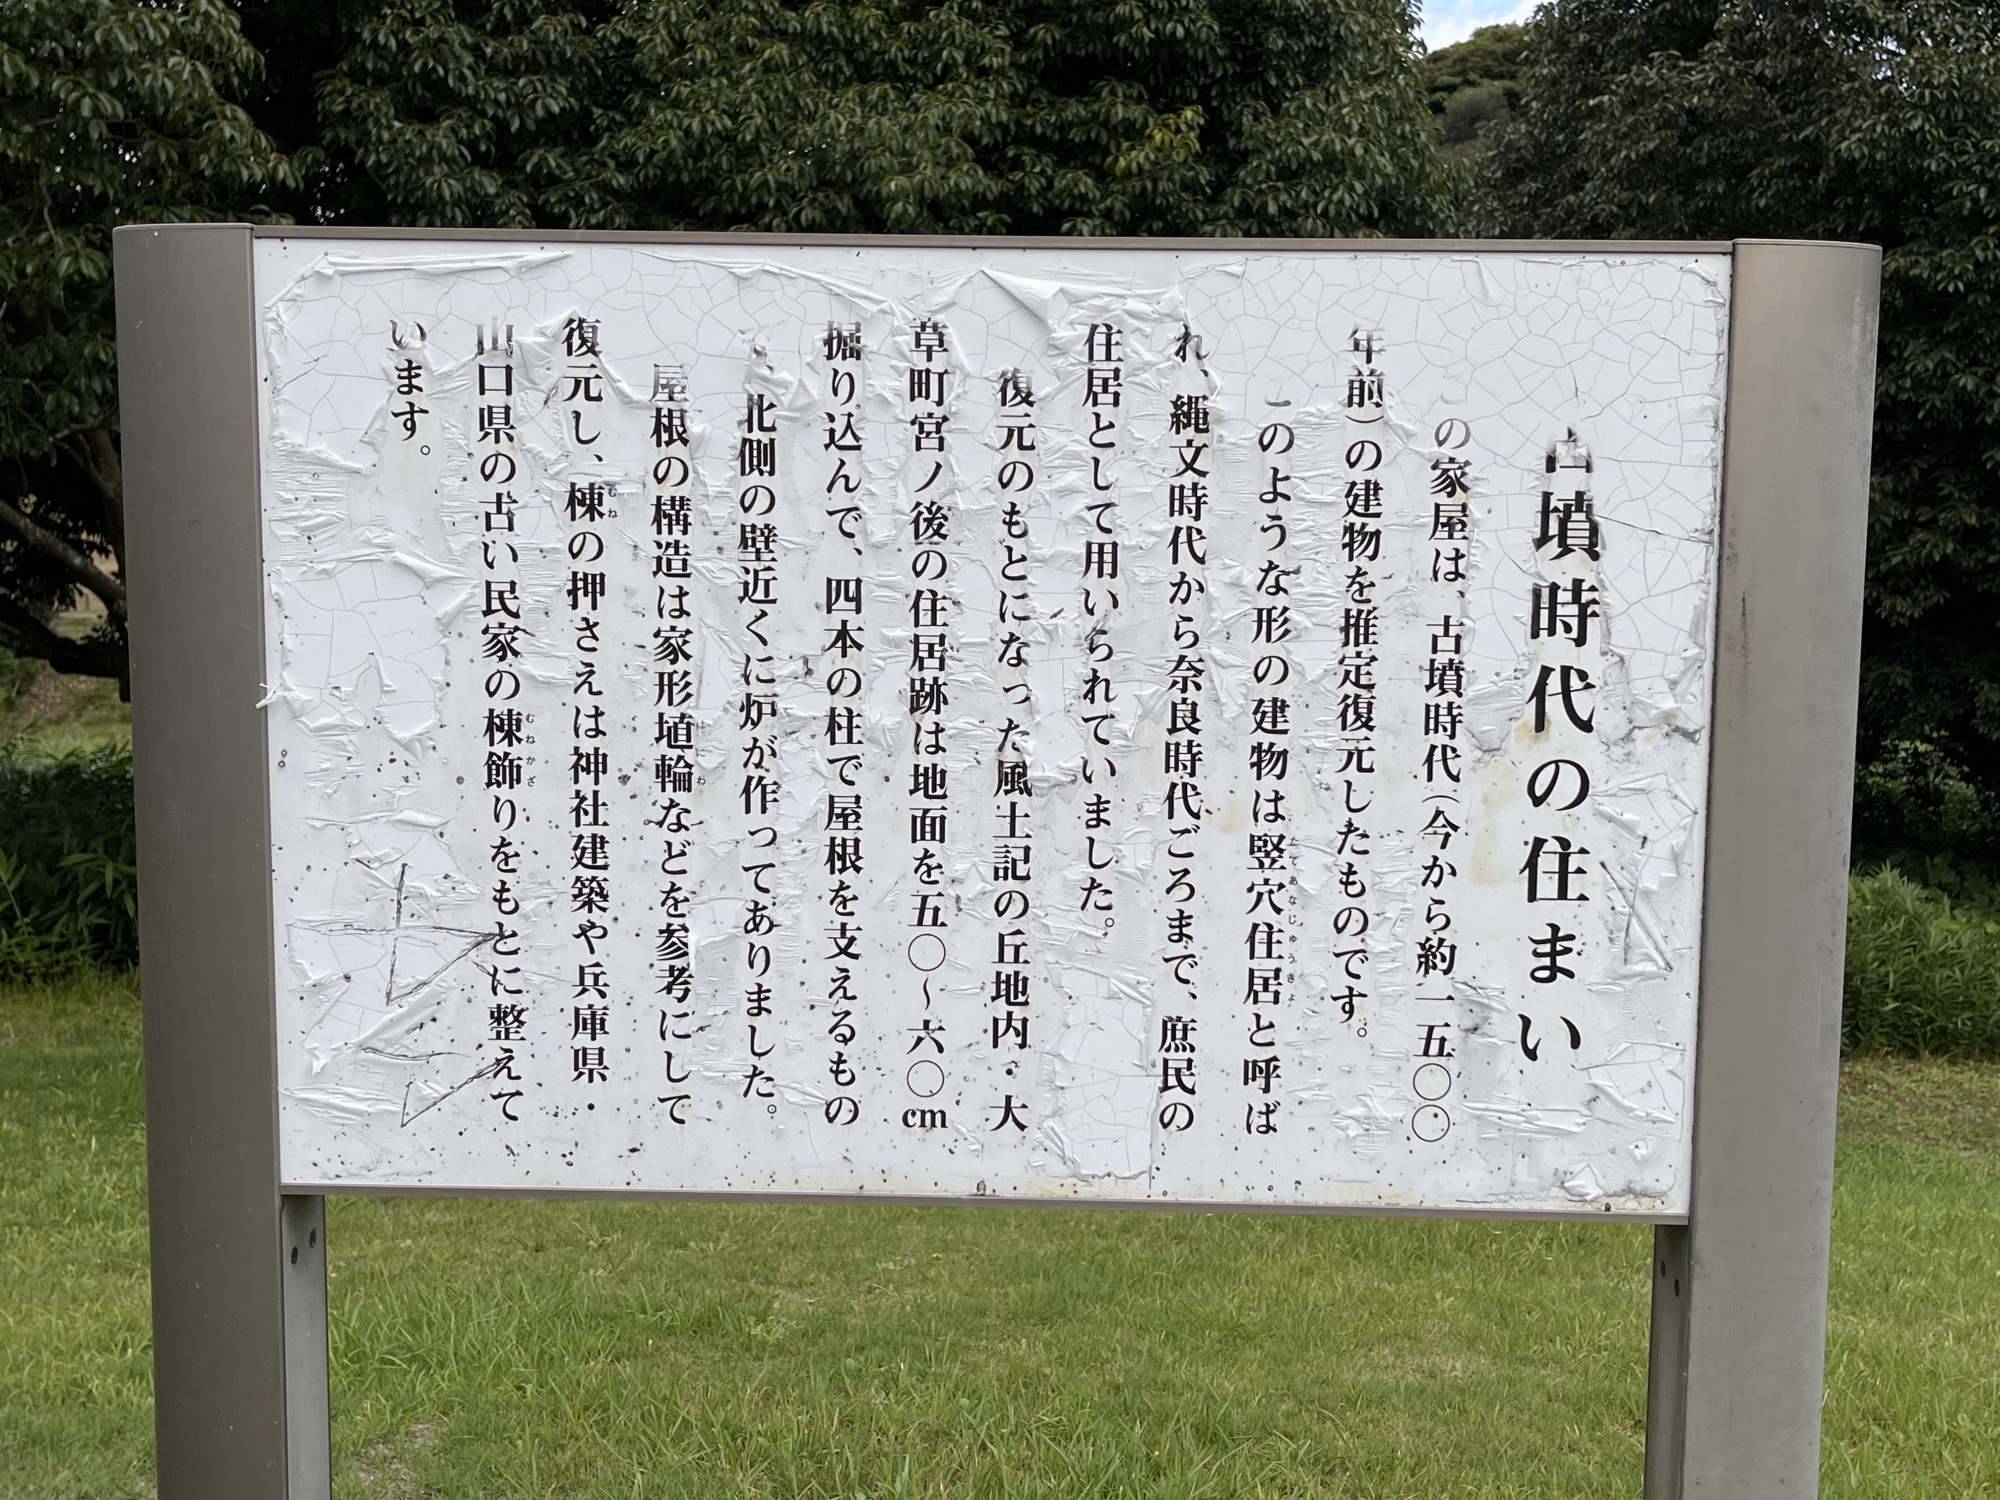 古墳時代の住まい
の家屋は、古墳時代（今から約一五〇〇
年前）の建物を推定復元したものです。
このような形の建物は竪穴住居と呼ば
れ、縄文時代から奈良時代ごろまで、庶民の
住居として用いられていました。
復元のもとになった風土記の丘地内・大
草町宮ノ後の住居跡は地面を五〇～六〇cm
掘り込んで、四本の柱で屋根を支えるもの
、北側の壁近くに炉が作ってありました。
屋根の構造は家形埴輪などを参考にして
復元し、棟の押さえは神社建築や兵庫県・
山口県の古い民家の棟飾りをもとに整えて
います。